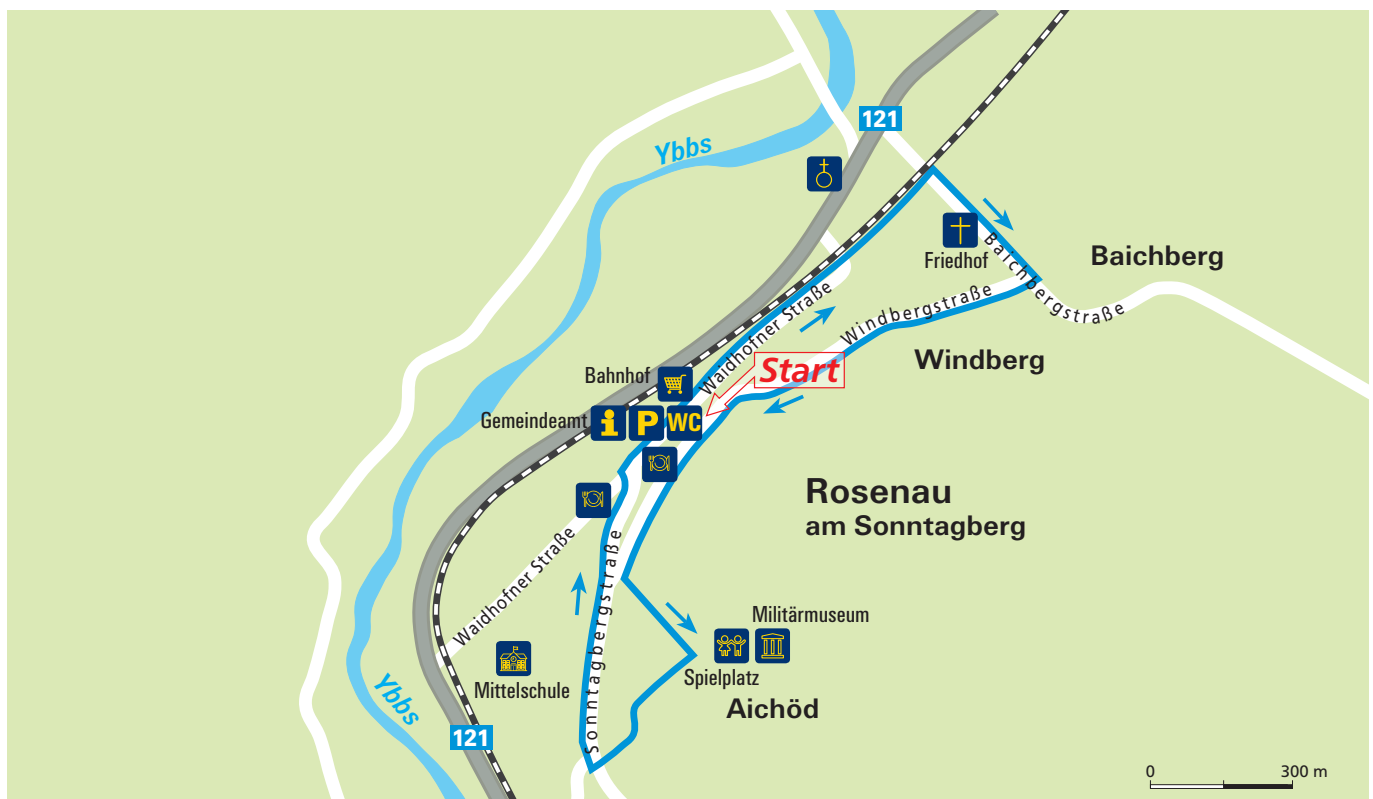 121
Ybbs
Friedhof
Baichbergstraße
Baichberg
Waidhofner Straße
Windbergstraße
Windberg
Start
Bahnhof
Gemeindeamt
i
P
WC
Rosenau
am Sonntagberg
Waidhofner Straße
Sonntagbergstraße
Militärmuseum
Mittelschule
Spielplatz
Aichöd
Ybbs
121
0
300 m